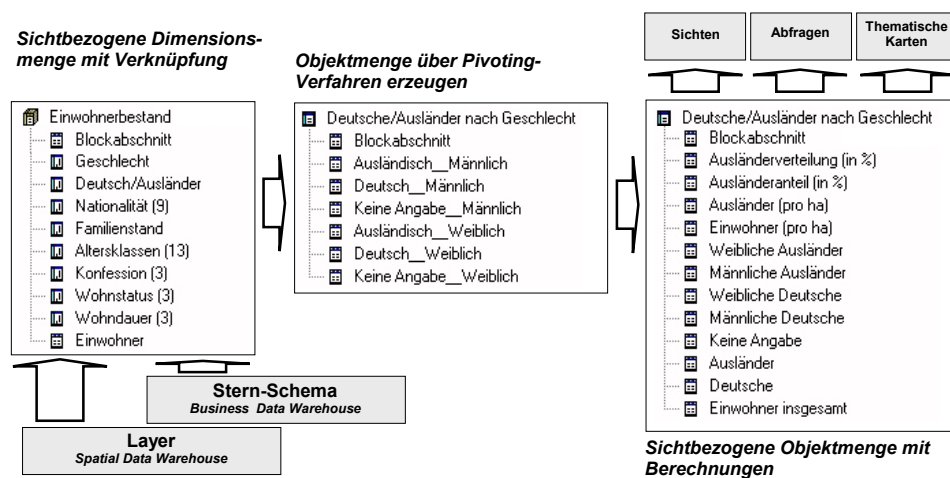 Sichtbezogene Dimensions-
menge mit Verknüpfung
Einwohnerbestand
Blockabschnitt
Geschlecht
Deutsch/Ausländer
Nationalität (9)
Familienstand
Altersklassen (13)
Konfession (3)
Wohnstatus (3)
Wohndauer (3)
Einwohner
Stern-Schema
Business Data Warehouse
Layer
Spatial Data Warehouse
Objektmenge über Pivoting-
Verfahren erzeugen
Deutsche/Ausländer nach Geschlecht
Blockabschnitt
Ausländisch__Männlich
Deutsch__Männlich
Keine Angabe__Männlich
Ausländisch__Weiblich
Deutsch__Weiblich
Keine Angabe__Weiblich
Sichten
Abfragen
Thematische
Karten
Deutsche/Ausländer nach Geschlecht
Blockabschnitt
Ausländerverteilung (in %)
Ausländeranteil (in %)
Ausländer (pro ha)
Einwohner (pro ha)
Weibliche Ausländer
Männliche Ausländer
Weibliche Deutsche
Männliche Deutsche
Keine Angabe
Ausländer
Deutsche
Einwohner insgesamt
Sichtbezogene Objektmenge mit
Berechnungen